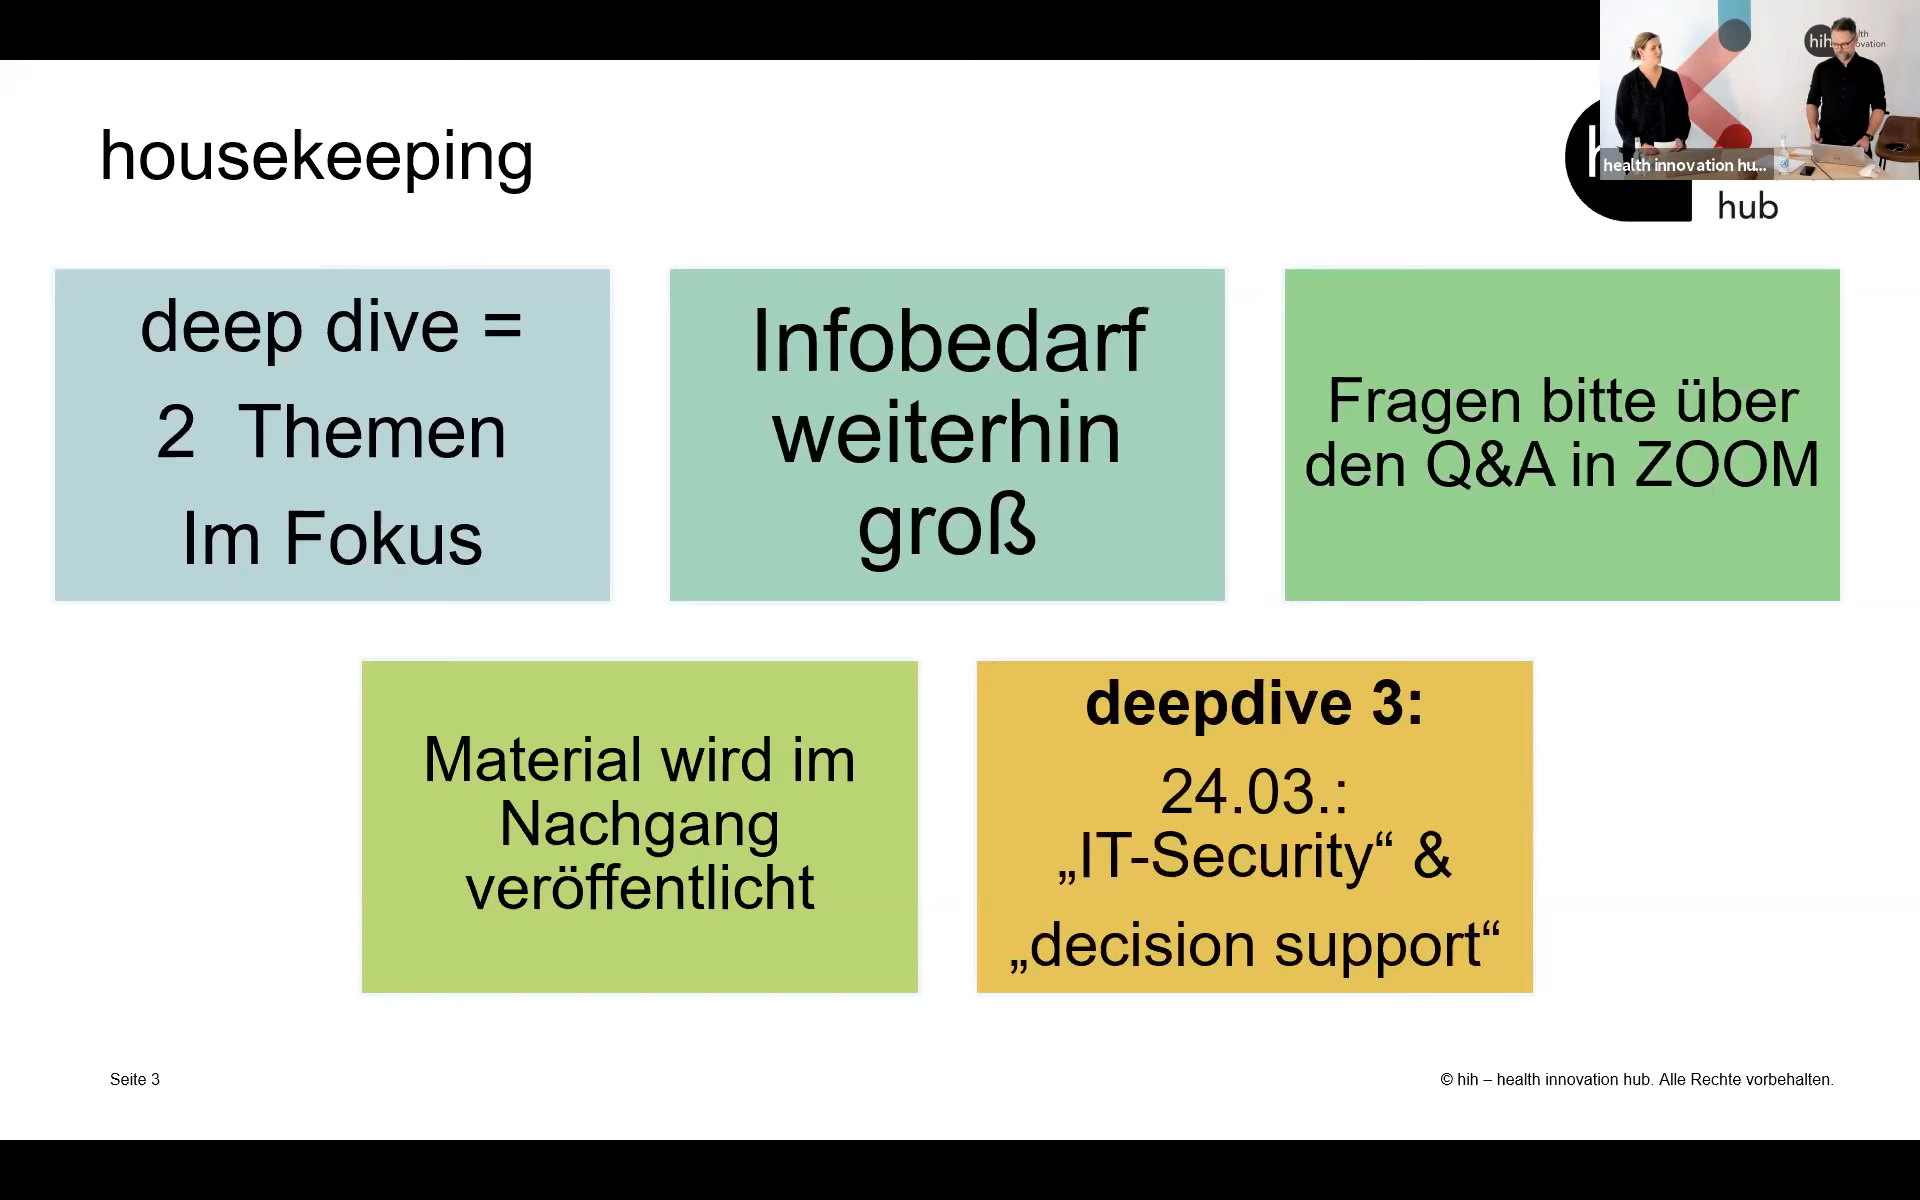 housekeeping
hih
health innovation hu...
hub
deep dive =
2 Themen
Im Fokus
Infobedarf
weiterhin
groß
Fragen bitte über
den Q&A in ZOOM
Material wird im
Nachgang
veröffentlicht
deepdive 3:
24.03.:
„IT-Security“ &
„decision support“
Seite 3
© hih – health innovation hub. Alle Rechte vorbehalten.